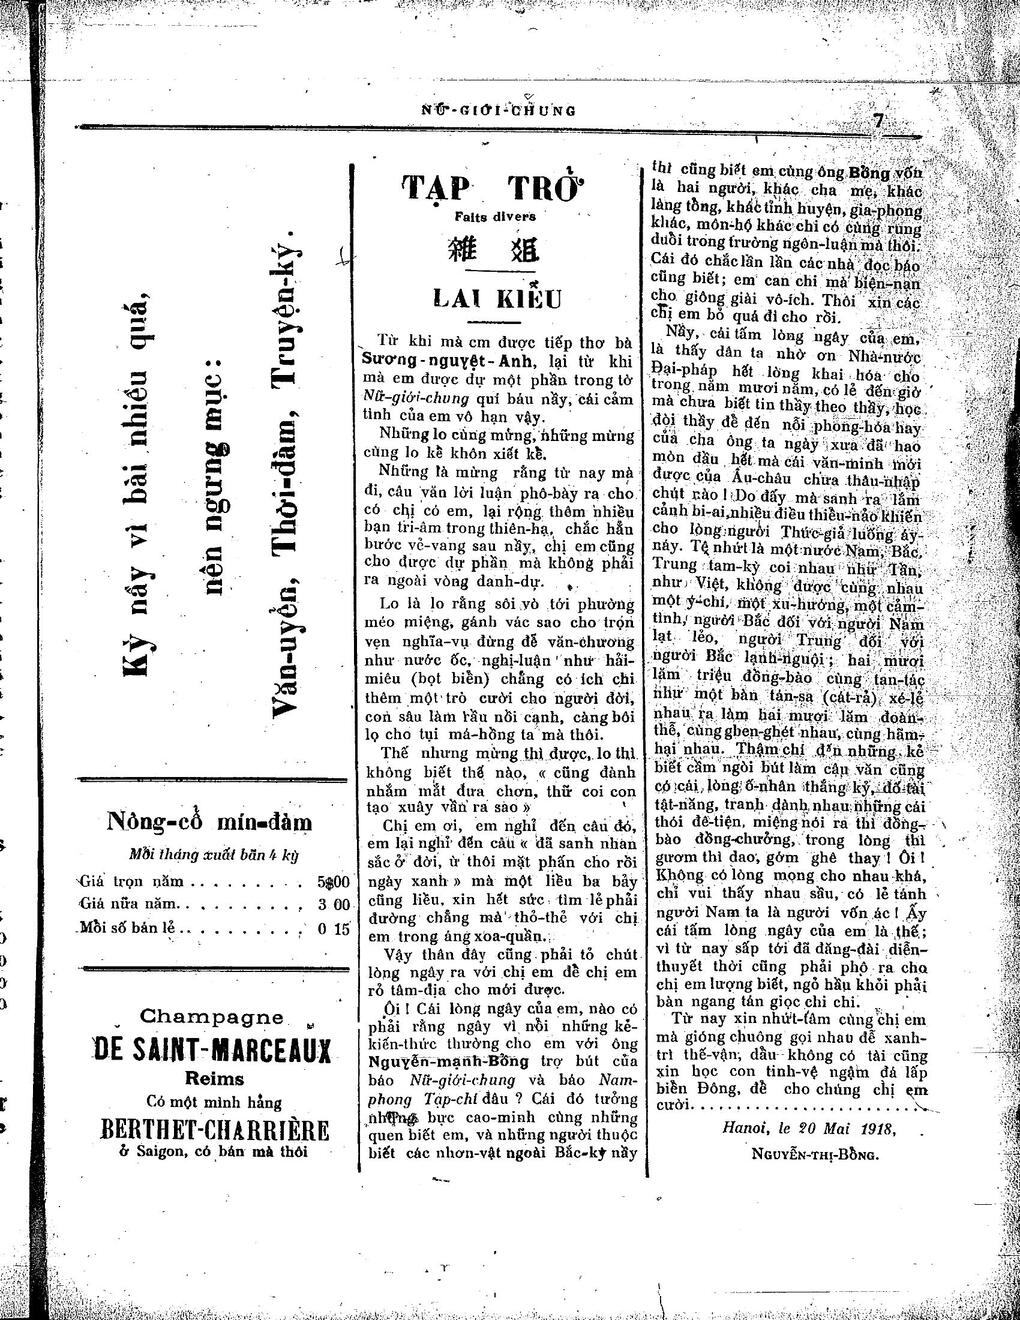 NỮ-GIỚI-CHUNG
7
Kỳ nầy vì bài nhiều quá,
nên ngưng mục:
Văn-uyển, Thời-đàm, Truyện-ký.
Nông-cổ mín-đàm
Mỗi tháng xuất bản 4 kỳ
Giá trọn năm . . . . . . . . . 5$00
Giá nữa năm. . . . . . . . . . 3 00
Mỗi số bán lẻ . . . . . . . . . 0 15
Champagne
DE SAINT-MARCEAUX
Reims
Có một mình hảng
BERTHET-CHARRIÈRE
ở Saigon, có bán mà thôi
TẠP TRỞ
Faits divers
雜 俎
LAI KIỂU
Từ khi mà em được tiếp thơ bà
Sương-nguyệt-Anh, lại từ khi
mà em được dự một phần trong tờ
Nữ-giới-chung quí báu nầy, cái cảm
tình của em vô hạn vậy.
Những lo cùng mừng, những mừng
cùng lo kể khôn xiết kể.
Những là mừng rằng từ nay mà
đi, câu văn lời luận phô-bày ra cho
có chị có em, lại rộng thêm nhiều
bạn tri-âm trong thiên-hạ, chắc hẳn
bước vẻ-vang sau nầy, chị em cũng
cho được dự phần mà không phải
ra ngoài vòng danh-dự.
Lo là lo rằng sôi vò tới phường
méo miệng, gánh vác sao cho trọn
vẹn nghĩa-vụ đừng để văn-chương
như nước ốc, nghị-luận như hải-
miêu (bọt biển) chẳng có ích chi
thêm một trò cười cho người đời,
con sâu làm rầu nồi cạnh, càng bôi
lọ cho tụi má-hồng ta mà thôi.
Thế nhưng mừng thì được, lo thì
không biết thế nào, « cũng đành
nhắm mắt đưa chơn, thữ coi con
tạo xuây vần ra sao »
Chị em ơi, em nghỉ đến câu đó,
em lại nghỉ đến câu « đã sanh nhan
sắc ở đời, ừ thôi mặt phấn cho rồi
ngày xanh » mà một liều ba bảy
cũng liều, xin hết sức tìm lẻ phải
đường chẳng mà thỏ-thẻ với chị
em trong áng xoa-quần.
Vậy thân đây cũng phải tỏ chút
lòng ngây ra với chị em để chị em
rỏ tâm-địa cho mới được.
Ôi ! Cái lòng ngây của em, nào có
phải rằng ngây vì nỗi những kẻ-
kiến-thức thường cho em với ông
Nguyễn-mạnh-Bồng trợ bút của
báo Nữ-giới-chung và báo Nam-
phong Tạp-chí đâu ? Cái đó tưởng
những bực cao-minh cùng những
quen biết em, và những người thuộc
biết các nhơn-vật ngoài Bắc-kỳ nầy
thì cũng biết em cùng ông Bồng vốn
là hai người, khác cha mẹ, khác
làng tổng, khác tỉnh huyện, gia-phong
khác, môn-hộ khác chi có cùng rung
duổi trong trường ngôn-luận mà thôi.
Cái đó chắc lần lần các nhà đọc báo
cũng biết; em can chi mà biện-nạn
cho giông giài vô-ích. Thôi xin các
chị em bỏ quá đi cho rồi.
Nầy, cái tấm lòng ngây của em,
là thấy dân ta nhờ ơn Nhà-nước
Đại-pháp hết lòng khai hóa cho
trong năm mươi năm, có lẻ đến giờ
mà chưa biết tin thầy theo thầy, học
đòi thầy để đến nỗi phong-hóa hay
của cha ông ta ngày xưa đã hao
mòn dầu hết mà cái văn-minh mới
được của Âu-châu chưa thâu-nhập
chút nào ! Do đấy mà sanh ra lắm
cảnh bi-ai, nhiều điều thiểu-não khiến
cho lòng người Thức-giả luống áy-
náy. Tệ nhứt là một nước Nam, Bắc,
Trung tam-kỳ coi nhau như Tần,
như Việt, không được cùng nhau
một ý-chí, một xu-hướng, một cảm-
tình, người Bắc đối với người Nam
lạt lẻo, người Trung đối với
người Bắc lạnh-nguội ; hai mươi
lăm triệu đồng-bào cùng tan-tác
như một bàn tán-sa (cát-rả) xé-lẻ
nhau ra làm hai mươi lăm đoàn-
thể, cùng ghen-ghét nhau, cùng hãm-
hại nhau. Thậm chí đến những kẻ
biết cầm ngòi bút làm câu văn cũng
có cái lòng ố-nhân thắng kỷ, đố-tài
tật-năng, tranh dành nhau những cái
thói đê-tiện, miệng nói ra thì đồng-
bào đồng-chưởng, trong lòng thì
gươm thì dao, gớm ghê thay ! Ôi !
Không có lòng mong cho nhau khá,
chỉ vui thấy nhau sầu, có lẻ tánh
người Nam ta là người vốn ác ! Ấy
cái tấm lòng ngây của em là thế ;
vì từ nay sắp tới đã đăng-đài diễn-
thuyết thời cũng phải phô ra cho
chị em lượng biết, ngỏ hầu khỏi phải
bàn ngang tán giọc chi chi.
Từ nay xin nhứt-tâm cùng chị em
mà gióng chuông gọi nhau để xanh-
trì thế-vận, dầu không có tài cũng
xin học con tinh-vệ ngậm đá lấp
biển Đông, để cho chúng chị em
cười. . . . . . . . . . . . . . . . . . . . .
Hanoi, le 20 Mai 1918,
NGUYỄN-THỊ-BỒNG.